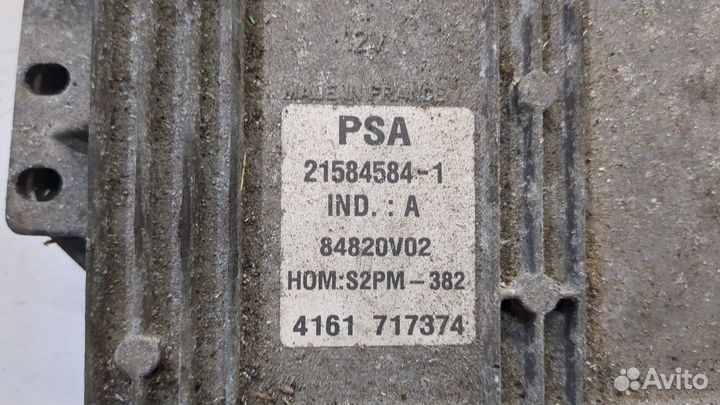 12V
MADE IN FRANCE
PSA
21584584-1
IND. : A
84820V02
HOM:S2PM-382
4161 717374
Avito